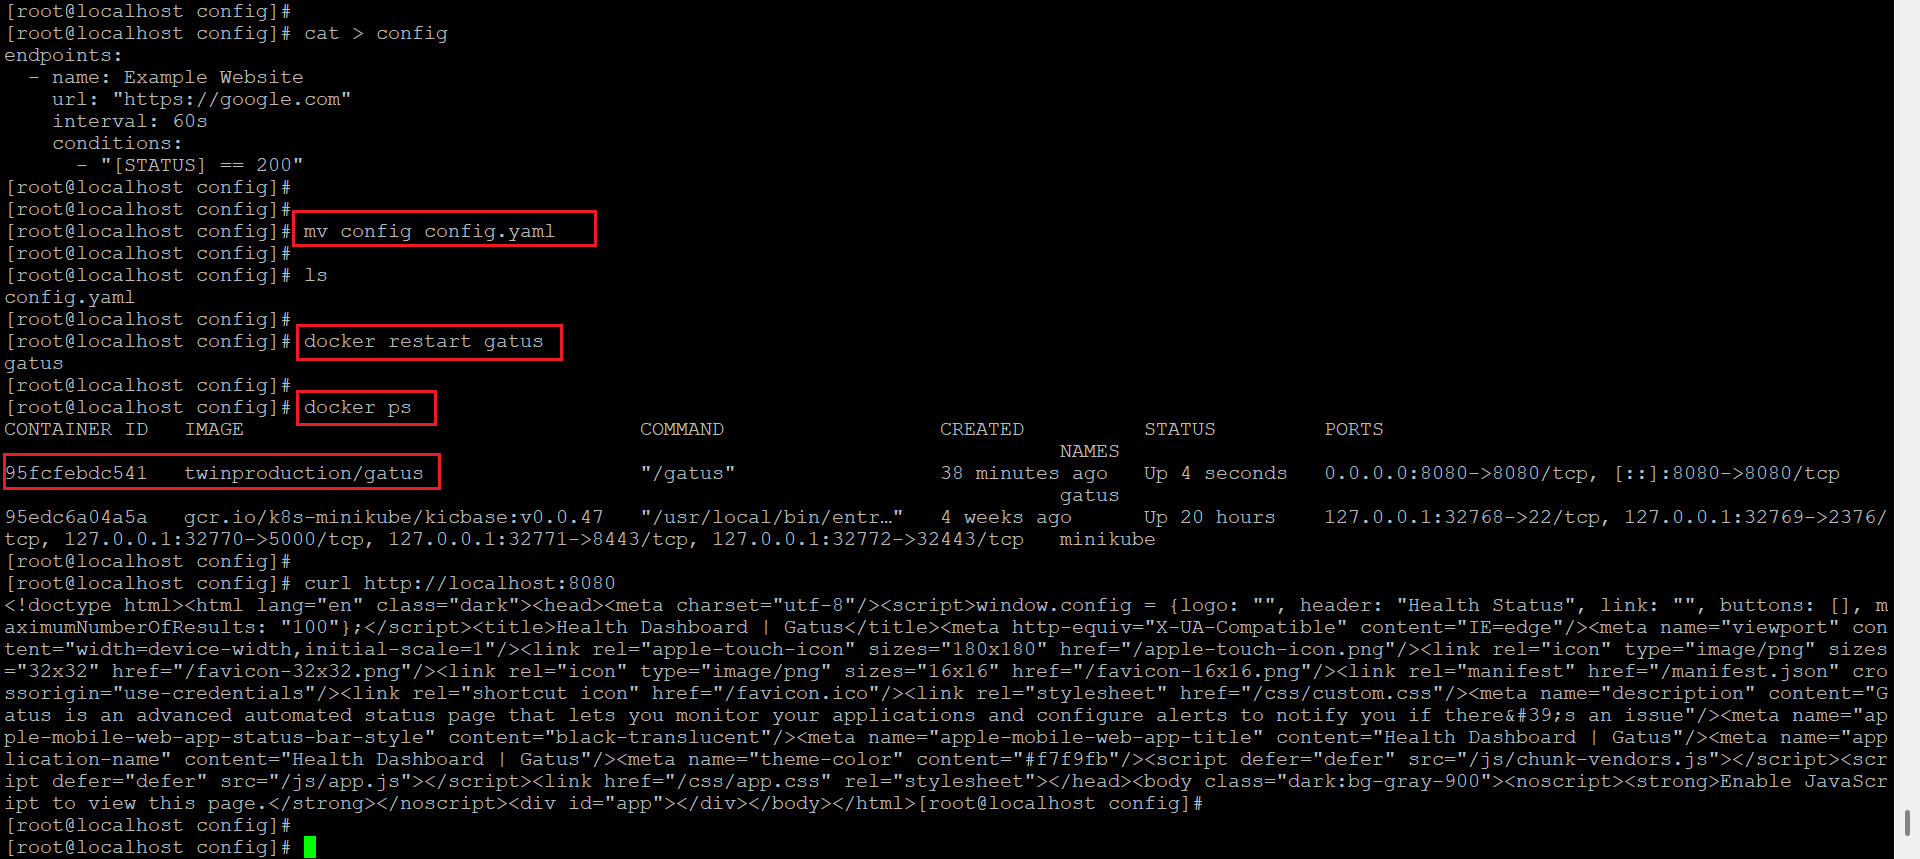 [root@localhost config]#
[root@localhost config]# cat > config
endpoints:
  - name: Example Website
    url: "https://google.com"
    interval: 60s
    conditions:
      - "[STATUS] == 200"
[root@localhost config]#
[root@localhost config]#
[root@localhost config]# mv config config.yaml
[root@localhost config]#
[root@localhost config]# ls
config.yaml
[root@localhost config]#
[root@localhost config]# docker restart gatus
gatus
[root@localhost config]#
[root@localhost config]# docker ps
CONTAINER ID   IMAGE                                 COMMAND                  CREATED          STATUS         PORTS
                                                                                        NAMES
95fcfebdc541   twinproduction/gatus                  "/gatus"                 38 minutes ago   Up 4 seconds   0.0.0.0:8080->8080/tcp, [::]:8080->8080/tcp
                                                                                        gatus
95edc6a04a5a   gcr.io/k8s-minikube/kicbase:v0.0.47   "/usr/local/bin/entr…"   4 weeks ago      Up 20 hours    127.0.0.1:32768->22/tcp, 127.0.0.1:32769->2376/
tcp, 127.0.0.1:32770->5000/tcp, 127.0.0.1:32771->8443/tcp, 127.0.0.1:32772->32443/tcp   minikube
[root@localhost config]#
[root@localhost config]# curl http://localhost:8080
<!doctype html><html lang="en" class="dark"><head><meta charset="utf-8"/><script>window.config = {logo: "", header: "Health Status", link: "", buttons: [], m
aximumNumberOfResults: "100"};</script><title>Health Dashboard | Gatus</title><meta http-equiv="X-UA-Compatible" content="IE=edge"/><meta name="viewport" con
tent="width=device-width,initial-scale=1"/><link rel="apple-touch-icon" sizes="180x180" href="/apple-touch-icon.png"/><link rel="icon" type="image/png" sizes
="32x32" href="/favicon-32x32.png"/><link rel="icon" type="image/png" sizes="16x16" href="/favicon-16x16.png"/><link rel="manifest" href="/manifest.json" cro
ssorigin="use-credentials"/><link rel="shortcut icon" href="/favicon.ico"/><link rel="stylesheet" href="/css/custom.css"/><meta name="description" content="G
atus is an advanced automated status page that lets you monitor your applications and configure alerts to notify you if there&#39;s an issue"/><meta name="ap
ple-mobile-web-app-status-bar-style" content="black-translucent"/><meta name="apple-mobile-web-app-title" content="Health Dashboard | Gatus"/><meta name="app
lication-name" content="Health Dashboard | Gatus"/><meta name="theme-color" content="#f7f9fb"/><script defer="defer" src="/js/chunk-vendors.js"></script><scr
ipt defer="defer" src="/js/app.js"></script><link href="/css/app.css" rel="stylesheet"></head><body class="dark:bg-gray-900"><noscript><strong>Enable JavaScr
ipt to view this page.</strong></noscript><div id="app"></div></body></html>[root@localhost config]#
[root@localhost config]#
[root@localhost config]#